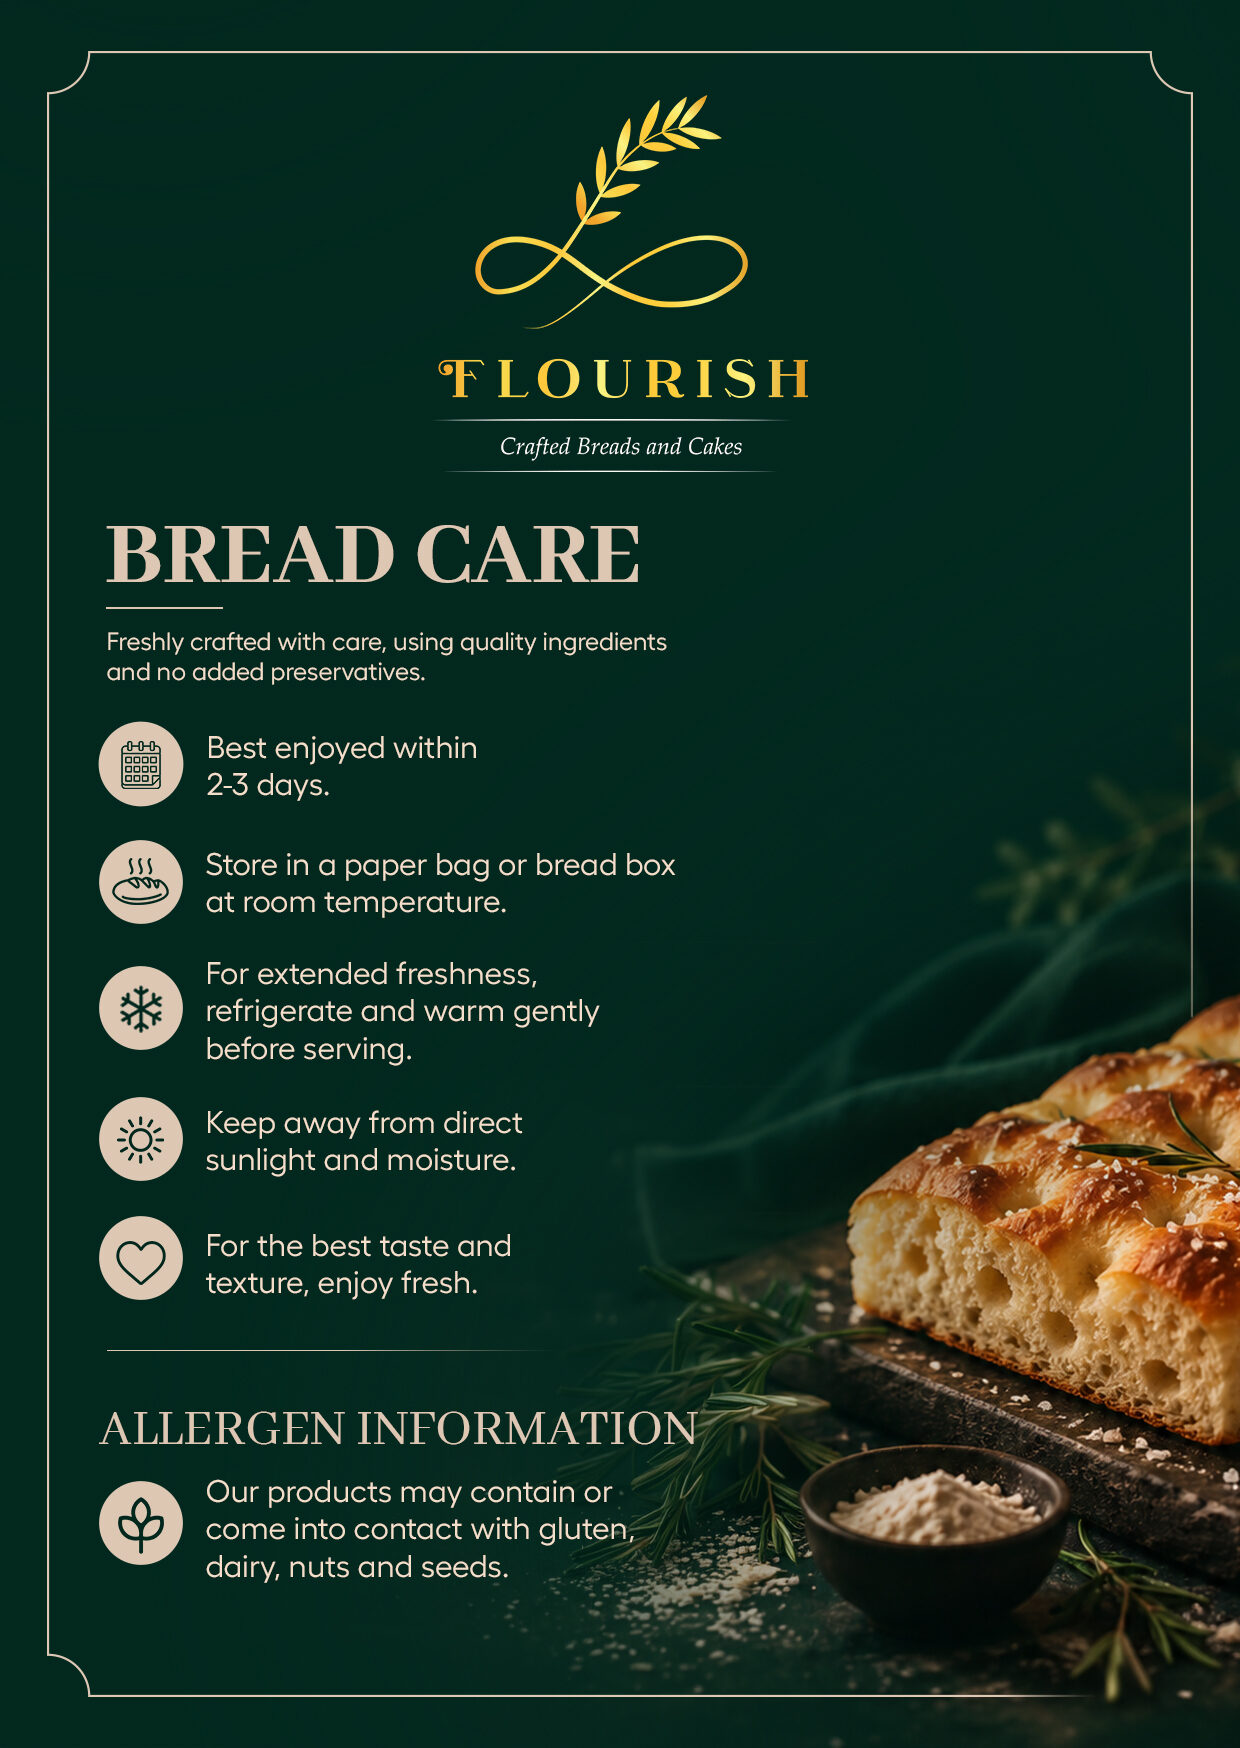 FLOURISH
Crafted Breads and Cakes
BREAD CARE
Freshly crafted with care, using quality ingredients
and no added preservatives.
Best enjoyed within
2-3 days.
Store in a paper bag or bread box
at room temperature.
For extended freshness,
refrigerate and warm gently
before serving.
Keep away from direct
sunlight and moisture.
For the best taste and
texture, enjoy fresh.
ALLERGEN INFORMATION
Our products may contain or
come into contact with gluten,
dairy, nuts and seeds.